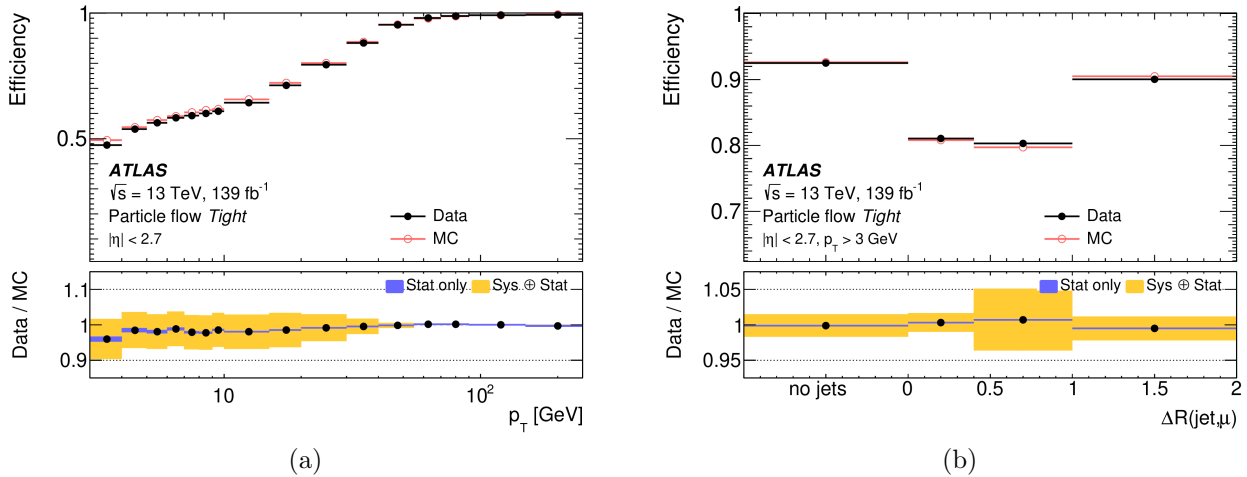 Efficiency
1
0.5
ATLAS
√s = 13 TeV, 139 fb⁻¹
Particle flow Tight
|η| < 2.7
Data
MC
Data / MC
1.1
1
0.9
Stat only
Sys ⊕ Stat
10
10²
p_T [GeV]
(a)
Efficiency
1
0.9
0.8
0.7
ATLAS
√s = 13 TeV, 139 fb⁻¹
Particle flow Tight
|η| < 2.7, p_T > 3 GeV
Data
MC
Data / MC
1.05
1
0.95
Stat only
Sys ⊕ Stat
no jets
0
0.5
1
1.5
2
ΔR(jet,μ)
(b)